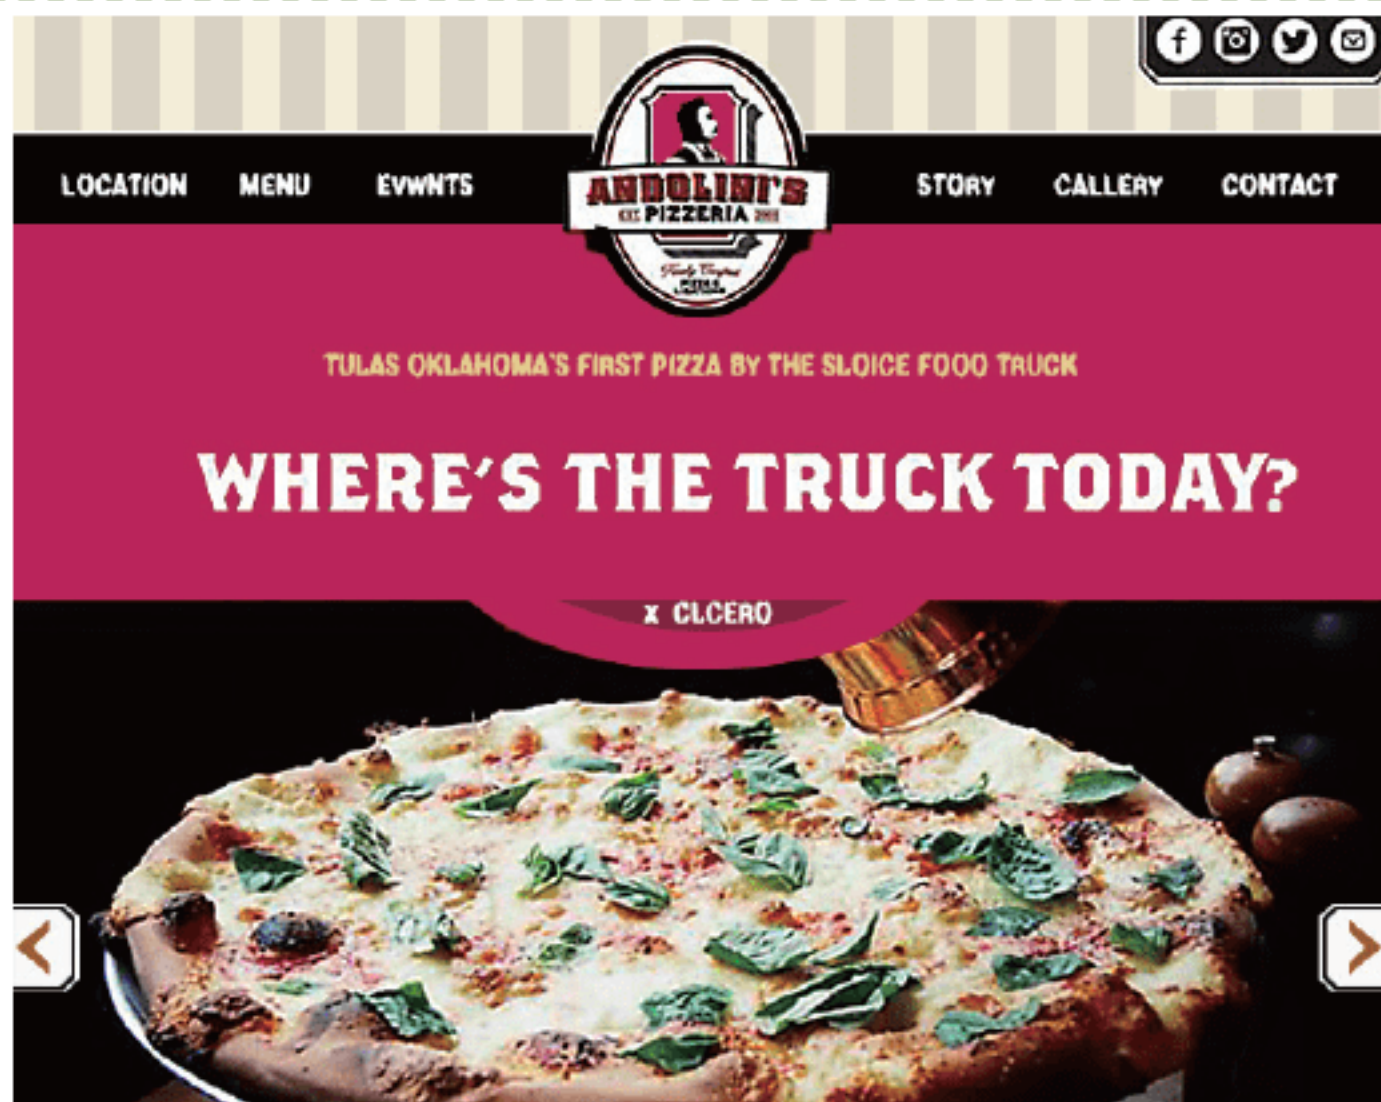 LOCATION MENU EVWNTS
ANDOLINI'S
PIZZERIA
STORY CALLERY CONTACT
TULAS OKLAHOMA'S FIRST PIZZA BY THE SLOICE FOOO TRUCK
WHERE'S THE TRUCK TODAY?
X CLCERO